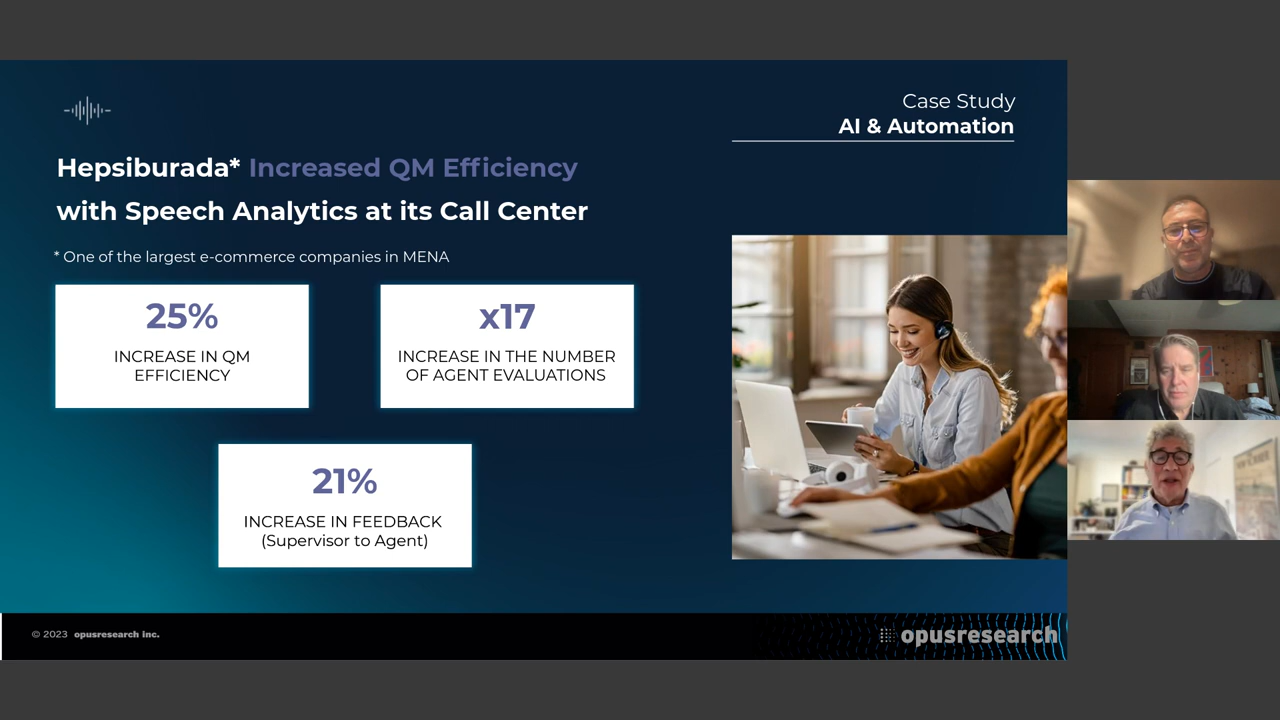 Case Study
AI & Automation
Hepsiburada* Increased QM Efficiency
with Speech Analytics at its Call Center
* One of the largest e-commerce companies in MENA
25%
INCREASE IN QM
EFFICIENCY
x17
INCREASE IN THE NUMBER
OF AGENT EVALUATIONS
21%
INCREASE IN FEEDBACK
(Supervisor to Agent)
© 2023 opusresearch inc.
opusresearch